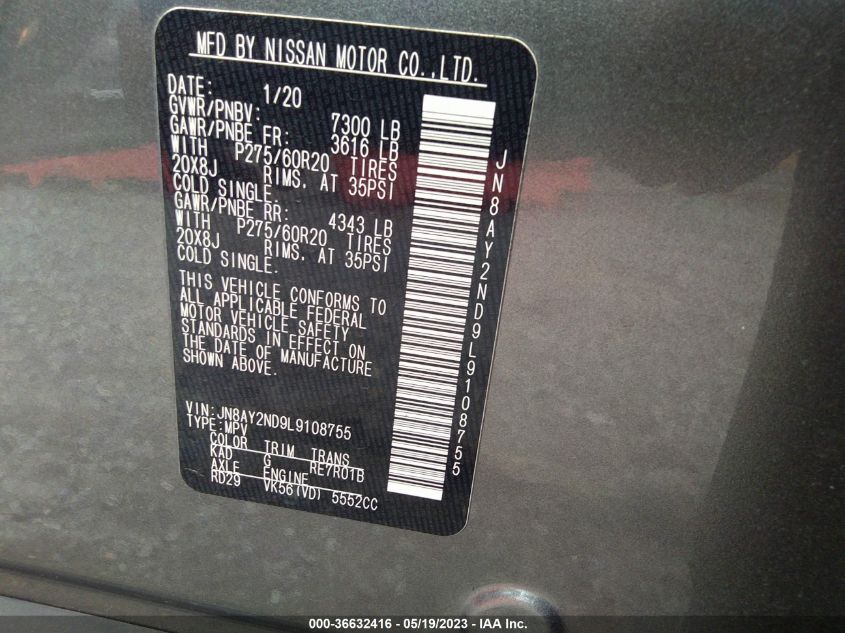 MFD BY NISSAN MOTOR CO.,LTD.
DATE: 1/20
GVWR/PNBV: 7300 LB
GAWR/PNBE FR: 3616 LB
WITH P275/60R20 TIRES
20X8J RIMS, AT 35PSI
COLD SINGLE.
GAWR/PNBE RR: 4343 LB
WITH P275/60R20 TIRES
20X8J RIMS, AT 35PSI
COLD SINGLE.
THIS VEHICLE CONFORMS TO
ALL APPLICABLE FEDERAL
MOTOR VEHICLE SAFETY
STANDARDS IN EFFECT ON
THE DATE OF MANUFACTURE
SHOWN ABOVE.
VIN:JN8AY2ND9L9108755
TYPE:MPV
COLOR TRIM TRANS
KAD G RE7R01B
AXLE ENGINE
RD29 VK56(VD) 5552CC
JN8AY2ND9L9108755
000-36632416 - 05/19/2023 - © IAA Inc.